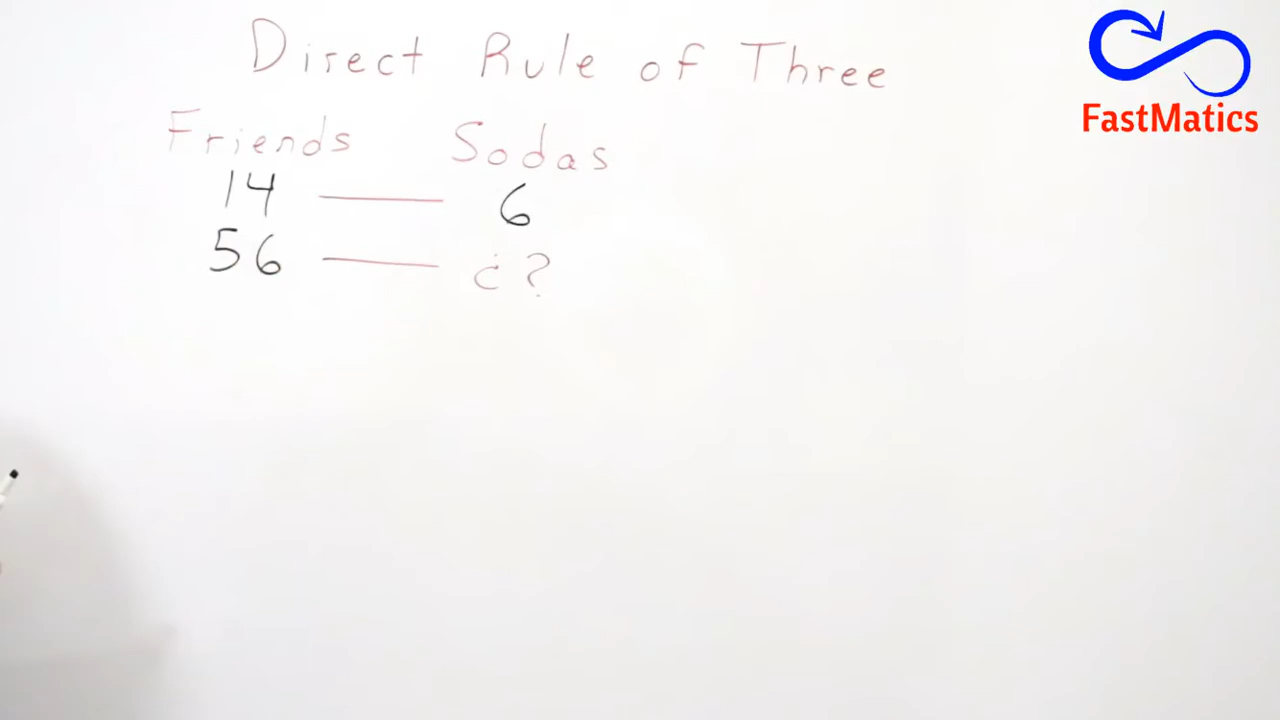 Direct Rule of Three
FastMatics
Friends Sodas
14 — 6
56 — ¿?